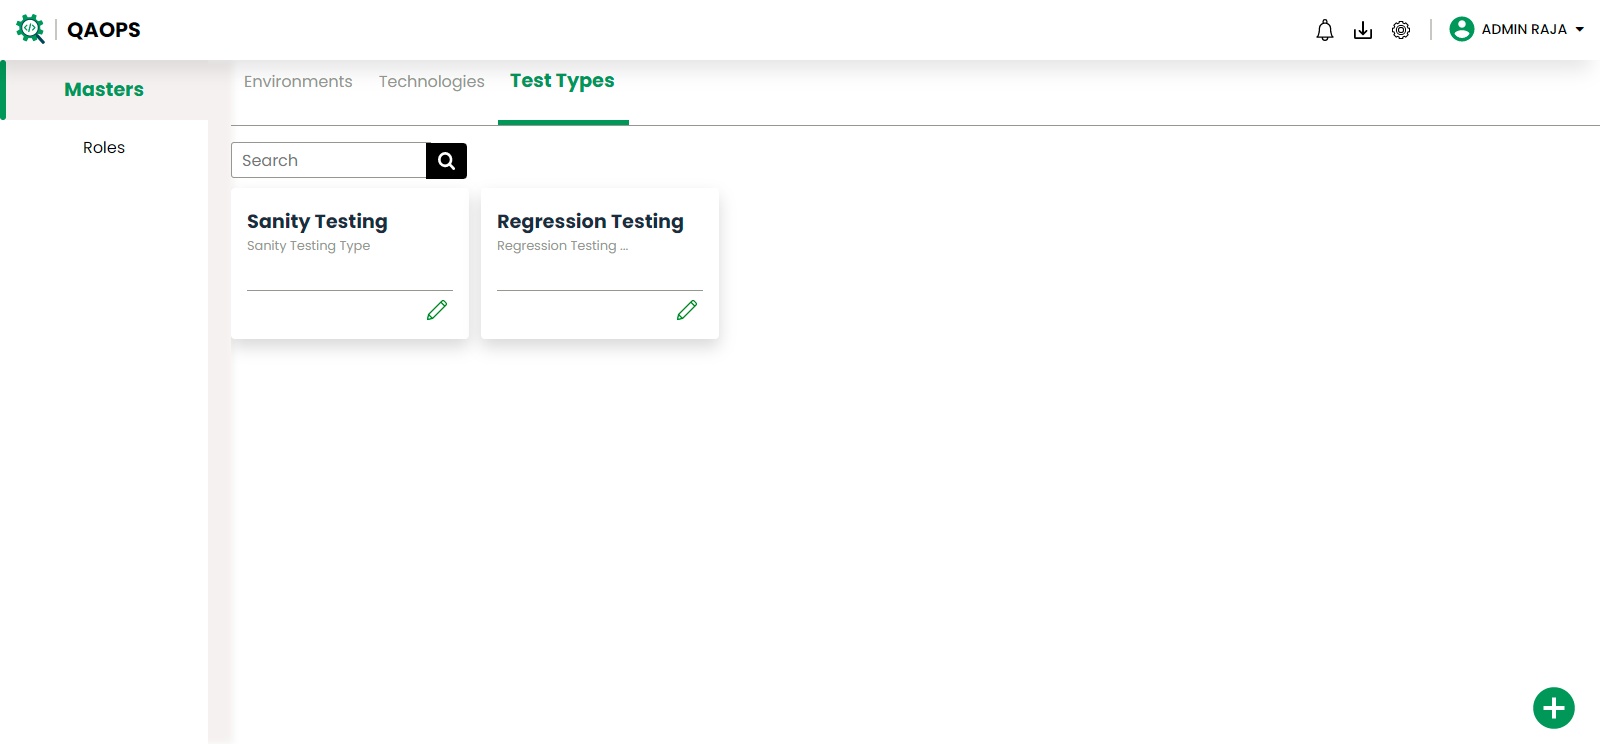 QAOPS
ADMIN RAJA
Masters
Roles
Environments
Technologies
Test Types
Search
Sanity Testing
Sanity Testing Type
Regression Testing
Regression Testing ...